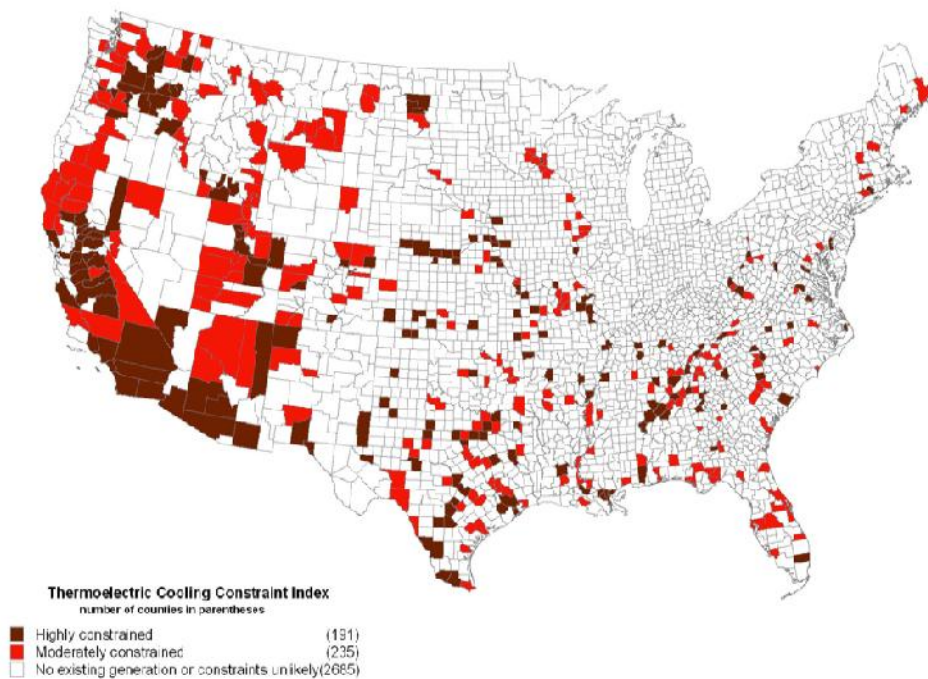 Thermoelectric Cooling Constraint Index
number of counties in parentheses
Highly constrained (191)
Moderately constrained (235)
No existing generation or constraints unlikely(2685)